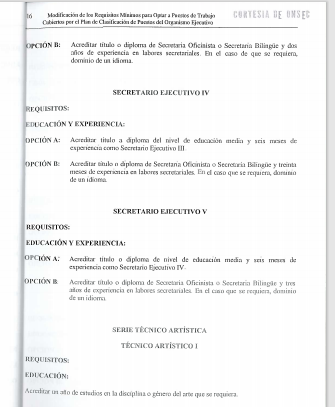 16 Modificación de los Requisitos Mínimos para Optar a Puestos de Trabajo
Cubiertos por el Plan de Clasificación de Puestos del Organismo Ejecutivo
CORTESIA DE ONSEC
OPCIÓN B: Acreditar título o diploma de Secretaria Oficinista o Secretaria Bilingüe y dos
años de experiencia en labores secretariales. En el caso de que se requiera,
dominio de un idioma.
SECRETARIO EJECUTIVO IV
REQUISITOS:
EDUCACIÓN Y EXPERIENCIA:
OPCIÓN A: Acreditar título a diploma del nivel de educación media y seis meses de
experiencia como Secretario Ejecutivo III.
OPCIÓN B: Acreditar título o diploma de Secretaria Oficinista o Secretaria Bilingüe y treinta
meses de experiencia en labores secretariales. En el caso que se requiera, dominio
de un idioma.
SECRETARIO EJECUTIVO V
REQUISITOS:
EDUCACIÓN Y EXPERIENCIA:
OPCIÓN A: Acreditar título o diploma de nivel de educación media y seis meses de
experiencia como Secretario Ejecutivo IV.
OPCIÓN B: Acreditar título o diploma de Secretaria Oficinista o Secretaria Bilingüe y tres
años de experiencia en labores secretariales. En el caso que se requiera, dominio
de un idioma.
SERIE TÉCNICO ARTÍSTICA
TÉCNICO ARTÍSTICO I
REQUISITOS:
EDUCACIÓN:
Acreditar un año de estudios en la disciplina o género del arte que se requiera.